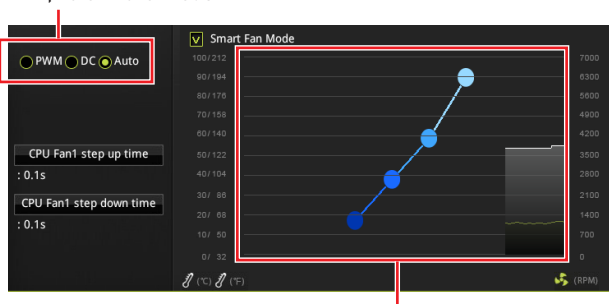 Smart Fan Mode
PWM DC Auto
100/212 7000
90/194 6300
80/176 5600
70/158 4900
60/140 4200
CPU Fan1 step up time
50/122 3500
: 0.1s
40/104 2800
CPU Fan1 step down time
30/ 86 2100
: 0.1s
20/ 68 1400
10/ 50 700
0/ 32 0
(°C) (°F) (RPM)